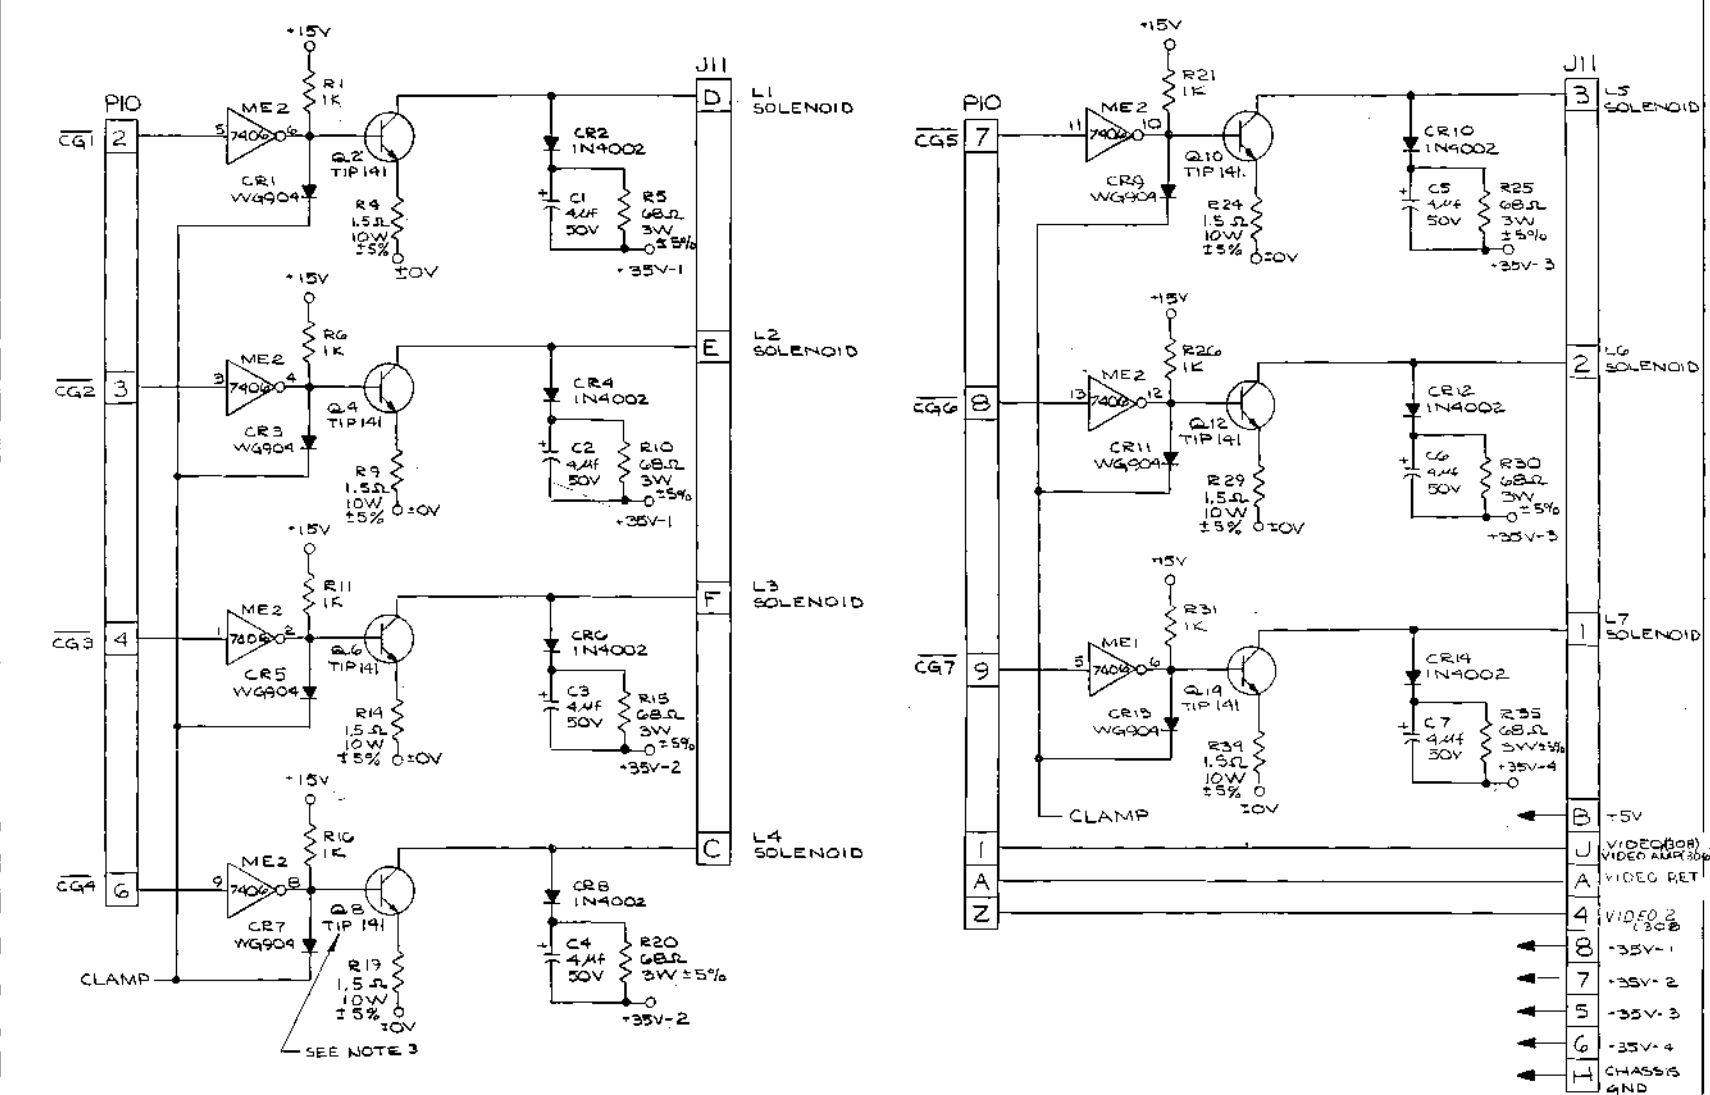 +15V
R1
1K
J11
PIO
ME2
D
L1
SOLENOID
CG1
2
5
7406
6
CR2
1N4002
Q2
TIP141
CR1
WG904
R4
1.5Ω
10W
±5%
±0V
+
C1
4µf
50V
R5
68Ω
3W
±5%
+35V-1
+15V
R6
1K
ME2
E
L2
SOLENOID
CG2
3
3
7406
4
CR4
1N4002
Q4
TIP141
CR3
WG904
R9
1.5Ω
10W
±5%
±0V
+
C2
4µf
50V
R10
68Ω
3W
±5%
+35V-1
+15V
R11
1K
ME2
F
L3
SOLENOID
CG3
4
1
7406
2
CR6
1N4002
Q6
TIP141
CR5
WG904
R14
1.5Ω
10W
±5%
±0V
+
C3
4µf
50V
R15
68Ω
3W
±5%
+35V-2
+15V
R16
1K
ME2
C
L4
SOLENOID
CG4
6
9
7406
8
CR8
1N4002
Q8
TIP141
CR7
WG904
R19
1.5Ω
10W
±5%
±0V
+
C4
4µf
50V
R20
68Ω
3W ±5%
+35V-2
CLAMP
SEE NOTE 3
+15V
R21
1K
J11
PIO
ME2
3
L5
SOLENOID
CG5
7
11
7406
10
CR10
1N4002
Q10
TIP141
CR9
WG904
R24
1.5Ω
10W
±5%
±0V
+
C5
4µf
50V
R25
68Ω
3W
±5%
+35V-3
+15V
R26
1K
ME2
2
L6
SOLENOID
CG6
8
13
7406
12
CR12
1N4002
Q12
TIP141
CR11
WG904
R29
1.5Ω
10W
±5%
±0V
+
C6
4µf
50V
R30
68Ω
3W
±5%
+35V-3
+15V
R31
1K
ME1
1
L7
SOLENOID
CG7
9
5
7406
6
CR14
1N4002
Q14
TIP141
CR13
WG904
R34
1.5Ω
10W
±5%
±0V
+
C7
4µf
50V
R35
68Ω
3W ±5%
+35V-4
CLAMP
B +5V
1
J VIDEO(308)
VIDEO AMP(306
A
A VIDEO RET
Z
4 VIDEO 2
(308
8 +35V-1
7 +35V-2
5 +35V-3
6 +35V-4
H CHASSIS
GND